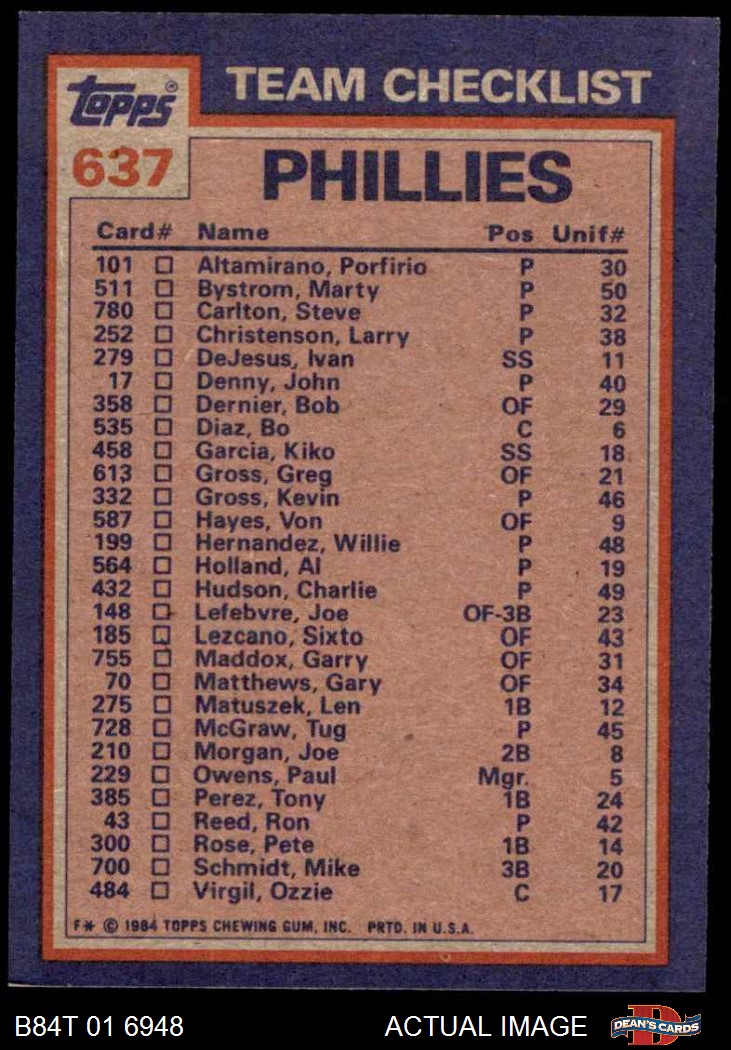 Topps®
TEAM CHECKLIST
637
PHILLIES
Card# Name Pos Unif#
101 Altamirano, Porfirio P 30
511 Bystrom, Marty P 50
780 Carlton, Steve P 32
252 Christenson, Larry P 38
279 DeJesus, Ivan SS 11
17 Denny, John P 40
358 Dernier, Bob OF 29
535 Diaz, Bo C 6
458 Garcia, Kiko SS 18
613 Gross, Greg OF 21
332 Gross, Kevin P 46
587 Hayes, Von OF 9
199 Hernandez, Willie P 48
564 Holland, Al P 19
432 Hudson, Charlie P 49
148 Lefebvre, Joe OF-3B 23
185 Lezcano, Sixto OF 43
755 Maddox, Garry OF 31
70 Matthews, Gary OF 34
275 Matuszek, Len 1B 12
728 McGraw, Tug P 45
210 Morgan, Joe 2B 8
229 Owens, Paul Mgr. 5
385 Perez, Tony 1B 24
43 Reed, Ron P 42
300 Rose, Pete 1B 14
700 Schmidt, Mike 3B 20
484 Virgil, Ozzie C 17
F* © 1984 TOPPS CHEWING GUM, INC. PRTD. IN U.S.A.
B84T 01 6948 ACTUAL IMAGE D DEAN'S CARDS